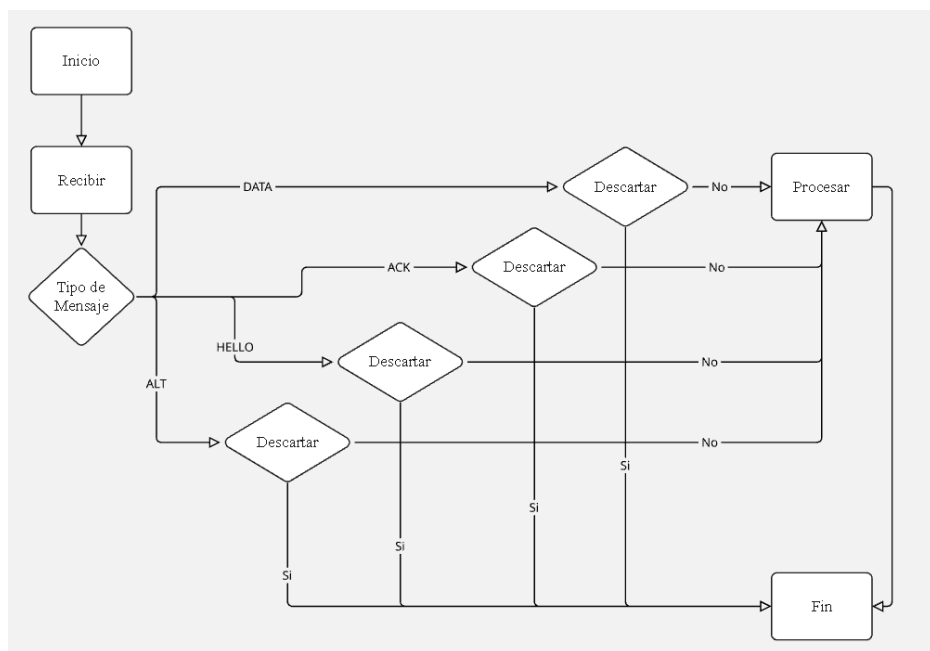 Inicio
Recibir
Tipo de
Mensaje
DATA
Descartar
No
Procesar
ACK
Descartar
No
HELLO
Descartar
No
ALT
Descartar
No
Si
Si
Si
Si
Fin